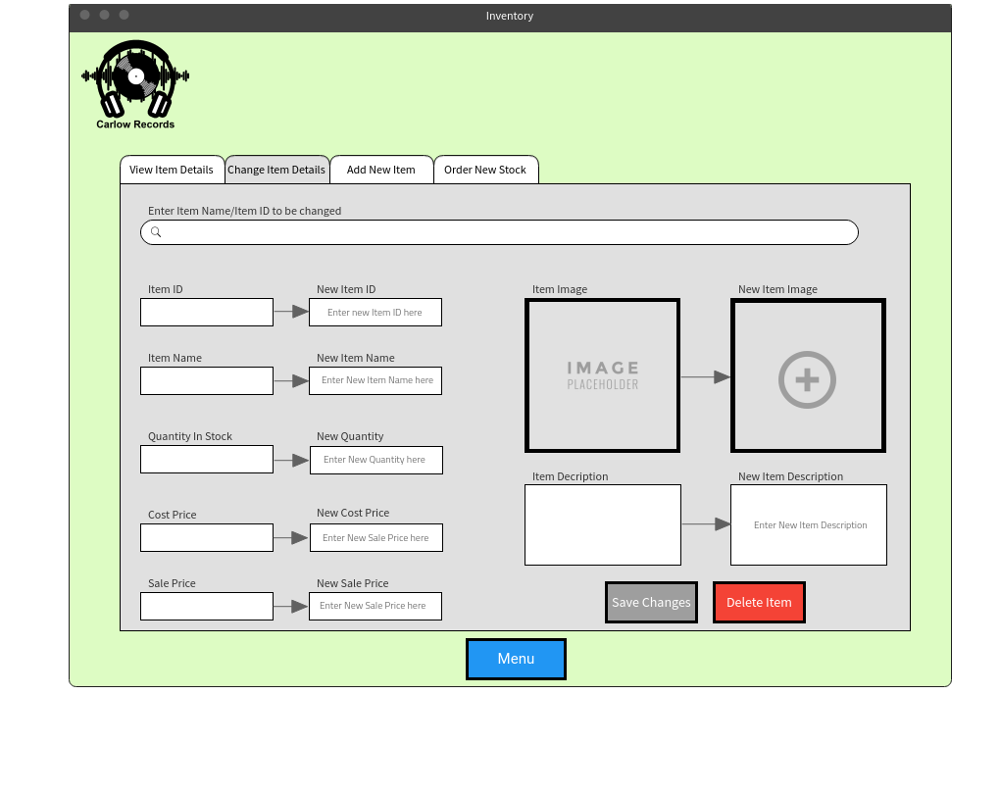 Inventory
Carlow Records
View Item Details
Change Item Details
Add New Item
Order New Stock
Enter Item Name/Item ID to be changed
Item ID
New Item ID
Enter new Item ID here
Item Name
New Item Name
Enter New Item Name here
Quantity In Stock
New Quantity
Enter New Quantity here
Cost Price
New Cost Price
Enter New Sale Price here
Sale Price
New Sale Price
Enter New Sale Price here
Item Image
New Item Image
IMAGE
PLACEHOLDER
Item Decription
New Item Description
Enter New Item Description
Save Changes
Delete Item
Menu